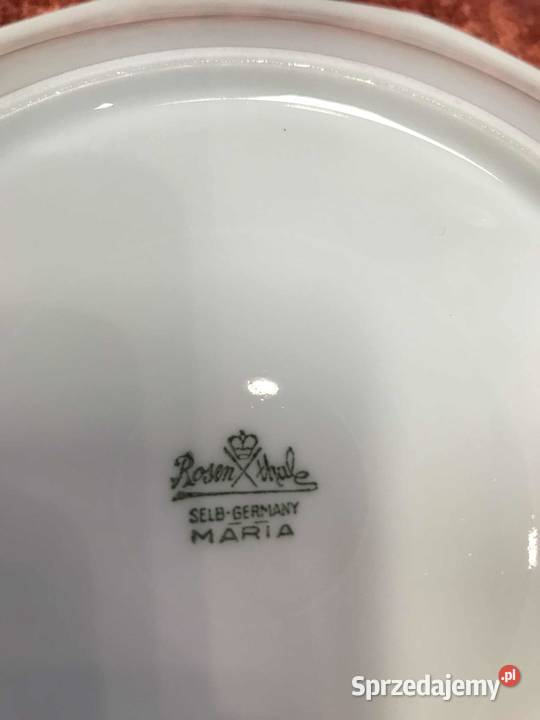 Rosenthal
SELB-GERMANY
MARIA
Sprzedajemy.pl